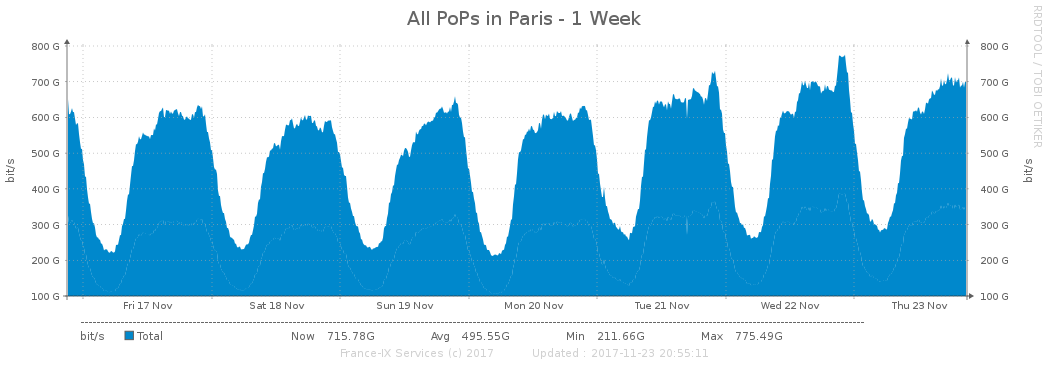 All PoPs in Paris - 1 Week
RRDTOOL / TOBI OETIKER
800 G 800 G
700 G 700 G
600 G 600 G
500 G 500 G
400 G 400 G
300 G 300 G
200 G 200 G
100 G 100 G
bit/s
bit/s
Fri 17 Nov Sat 18 Nov Sun 19 Nov Mon 20 Nov Tue 21 Nov Wed 22 Nov Thu 23 Nov
bit/s Total Now 715.78G Avg 495.55G Min 211.66G Max 775.49G
France-IX Services (c) 2017 Updated : 2017-11-23 20:55:11